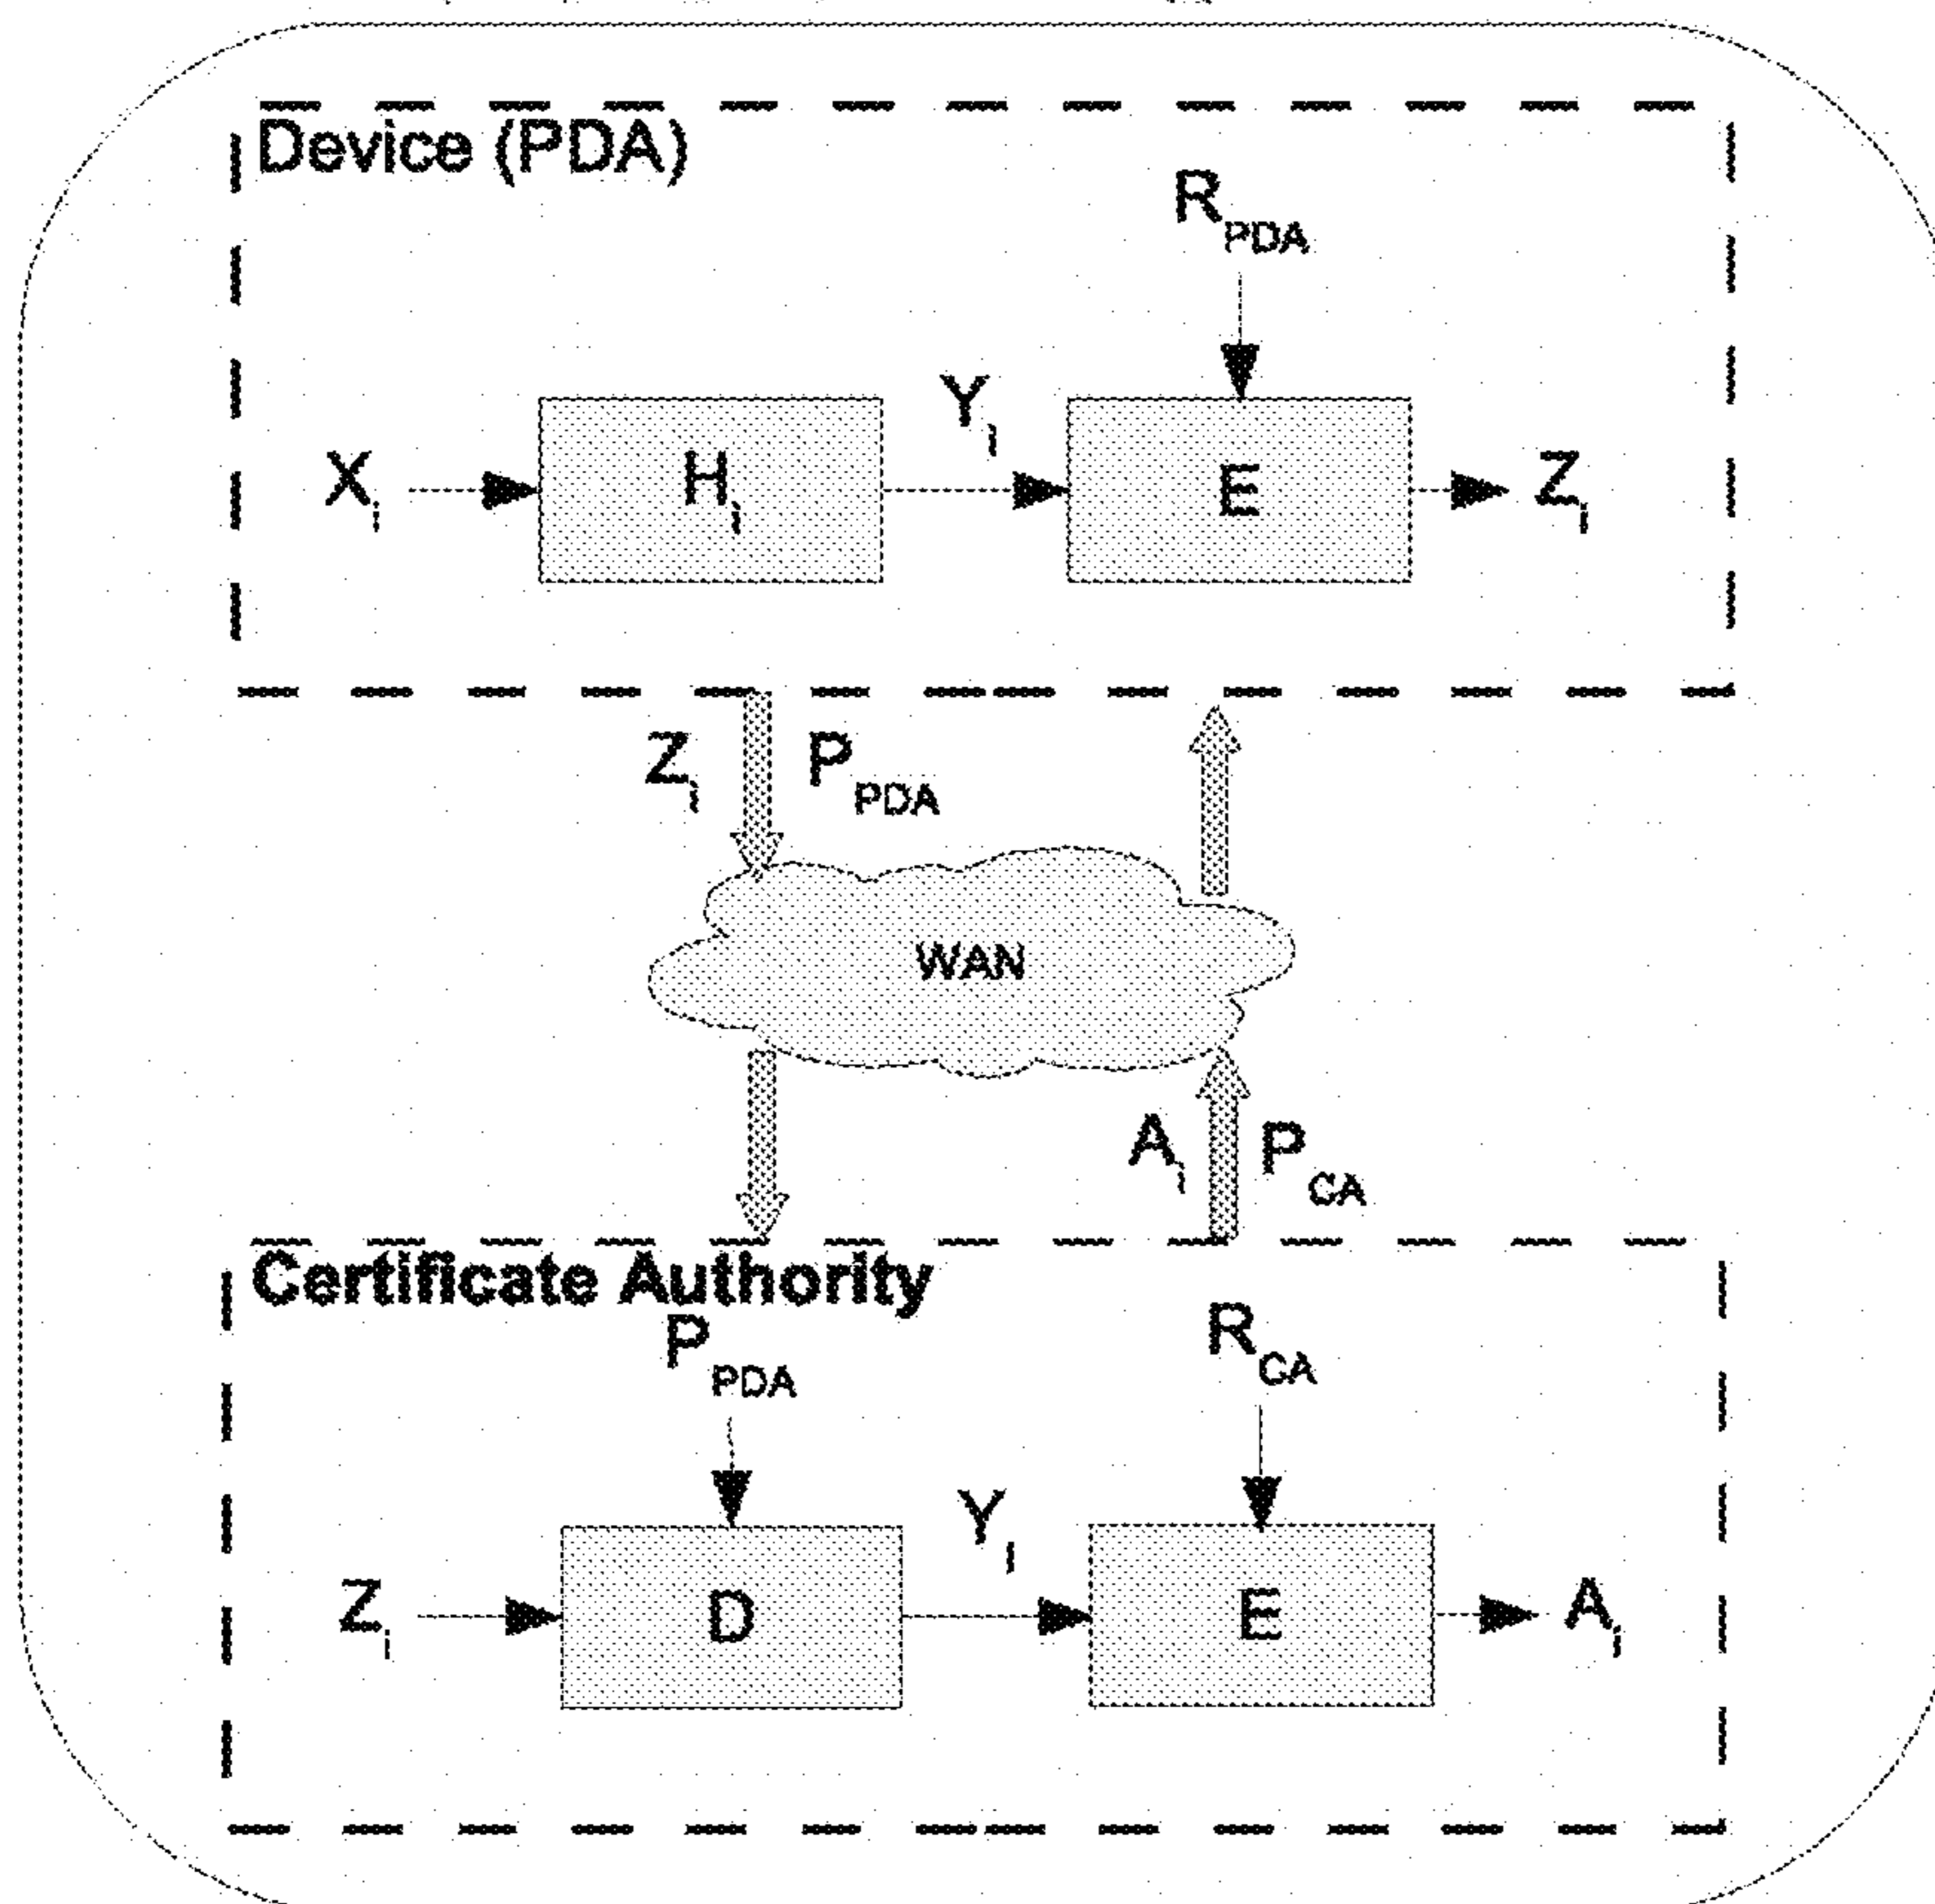 Device (PDA)
R PDA
X i
H i
Y i
E
Z i
Z i
P PDA
WAN
A i
P CA
Certificate Authority
P PDA
R CA
Z i
D
Y i
E
A i